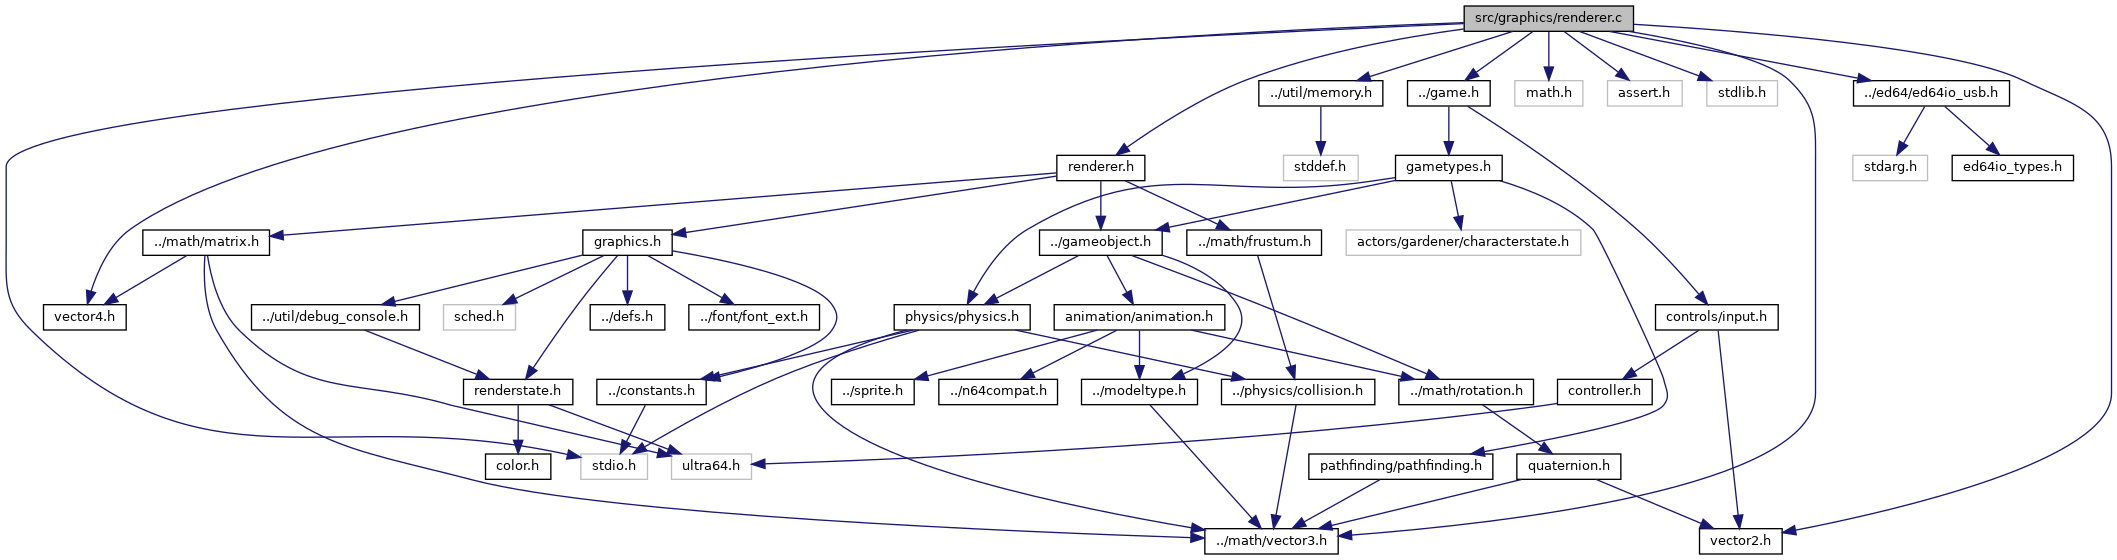 src/graphics/renderer.c
../util/memory.h
../game.h
math.h
assert.h
stdlib.h
../ed64/ed64io_usb.h
renderer.h
stddef.h
gametypes.h
stdarg.h
ed64io_types.h
../math/matrix.h
graphics.h
../gameobject.h
../math/frustum.h
actors/gardener/characterstate.h
vector4.h
../util/debug_console.h
sched.h
../defs.h
../font/font_ext.h
physics/physics.h
animation/animation.h
controls/input.h
renderstate.h
../constants.h
../sprite.h
../n64compat.h
../modeltype.h
../physics/collision.h
../math/rotation.h
controller.h
color.h
stdio.h
ultra64.h
pathfinding/pathfinding.h
quaternion.h
../math/vector3.h
vector2.h